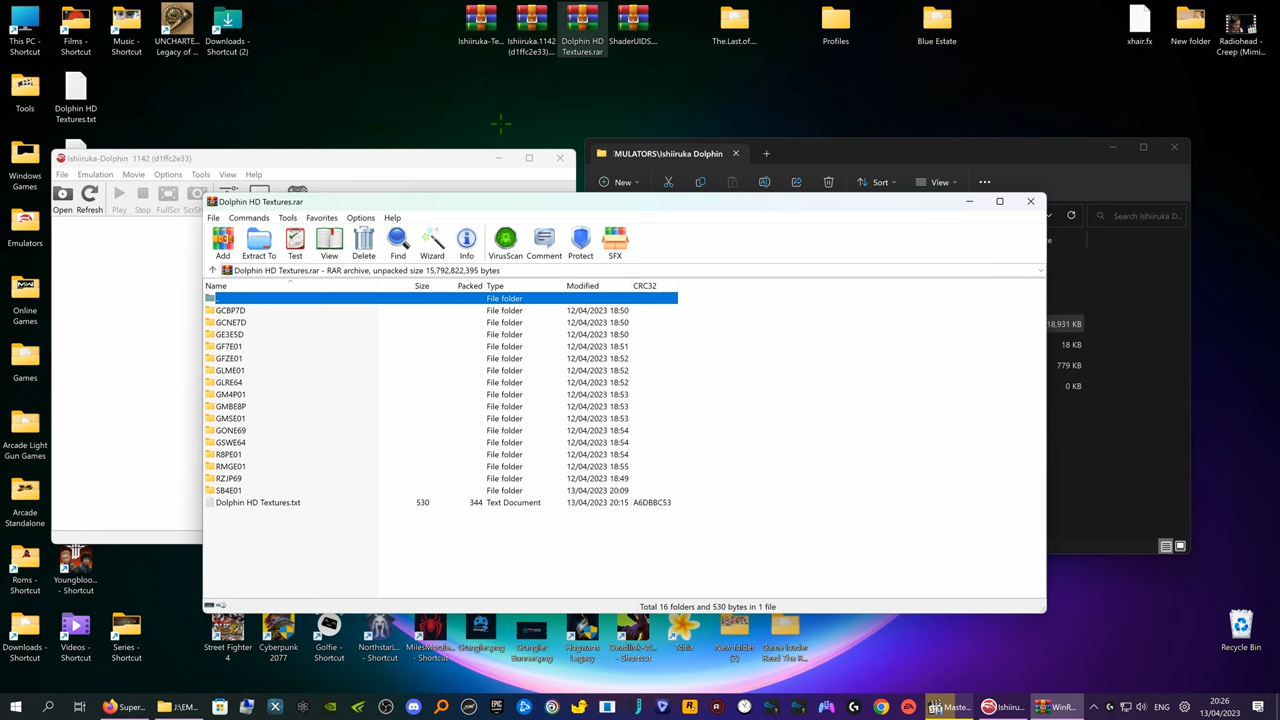 This PC - Shortcut
Films - Shortcut
Music - Shortcut
UNCHARTE... Legacy of ...
Downloads - Shortcut (2)
Ishiiruka-Te...
Ishiiruka.1142 (d1ffc2e33)....
Dolphin HD Textures.rar
ShaderUIDS....
The.Last.of....
Profiles
Blue Estate
xhair.fx
New folder
Radiohead - Creep (Mimi...
Tools
Dolphin HD Textures.txt
Windows Games
Emulators
Online Games
Games
Arcade Light Gun Games
Arcade Standalone
Roms - Shortcut
Youngbloo... - Shortcut
Ishiiruka-Dolphin 1142 (d1ffc2e33)
File Emulation Movie Options Tools View Help
Open Refresh Play Stop FullScr ScrSh
:MULATORS\Ishiiruka Dolphin
New Sort View
Search Ishiiruka D...
18,931 KB
18 KB
779 KB
0 KB
Dolphin HD Textures.rar
File Commands Tools Favorites Options Help
Add Extract To Test View Delete Find Wizard Info VirusScan Comment Protect SFX
Dolphin HD Textures.rar - RAR archive, unpacked size 15,792,822,395 bytes
Name Size Packed Type Modified CRC32
.. File folder
GCBP7D File folder 12/04/2023 18:50
GCNE7D File folder 12/04/2023 18:50
GE3E5D File folder 12/04/2023 18:50
GF7E01 File folder 12/04/2023 18:51
GFZE01 File folder 12/04/2023 18:52
GLME01 File folder 12/04/2023 18:52
GLRE64 File folder 12/04/2023 18:52
GM4P01 File folder 12/04/2023 18:53
GMBE8P File folder 12/04/2023 18:53
GMSE01 File folder 12/04/2023 18:53
GONE69 File folder 12/04/2023 18:54
GSWE64 File folder 12/04/2023 18:54
R8PE01 File folder 12/04/2023 18:54
RMGE01 File folder 12/04/2023 18:55
RZJP69 File folder 12/04/2023 18:49
SB4E01 File folder 13/04/2023 20:09
Dolphin HD Textures.txt 530 344 Text Document 13/04/2023 20:15 A6DBBC53
Total 16 folders and 530 bytes in 1 file
Downloads - Shortcut
Videos - Shortcut
Series - Shortcut
Street Fighter 4
Cyberpunk 2077
Golfie - Shortcut
NorthstarL... - Shortcut
MilesMorale... - Shortcut
Grangler.png
Grangler Banner.png
Hogwarts Legacy
Deadlink-Wi... - Shortcut
Toriia
New folder (2)
Game loader Read The R...
Recycle Bin
Super...
J:\EM...
Maste...
Ishiiru...
WinR...
20:26
13/04/2023